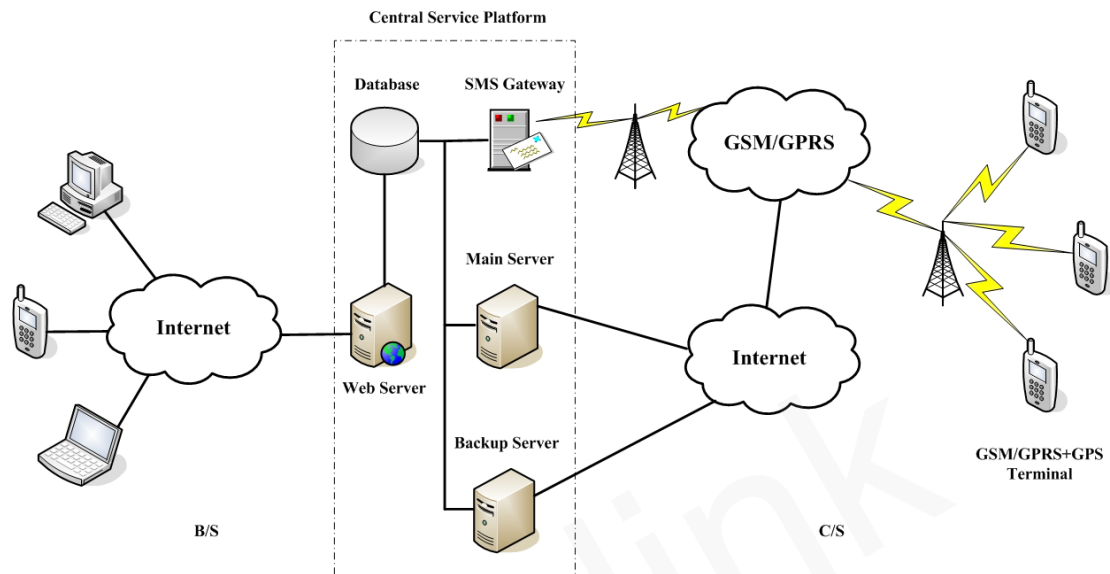 Central Service Platform
Database
SMS Gateway
GSM/GPRS
Main Server
Internet
Internet
Web Server
Backup Server
GSM/GPRS+GPS
Terminal
B/S
C/S